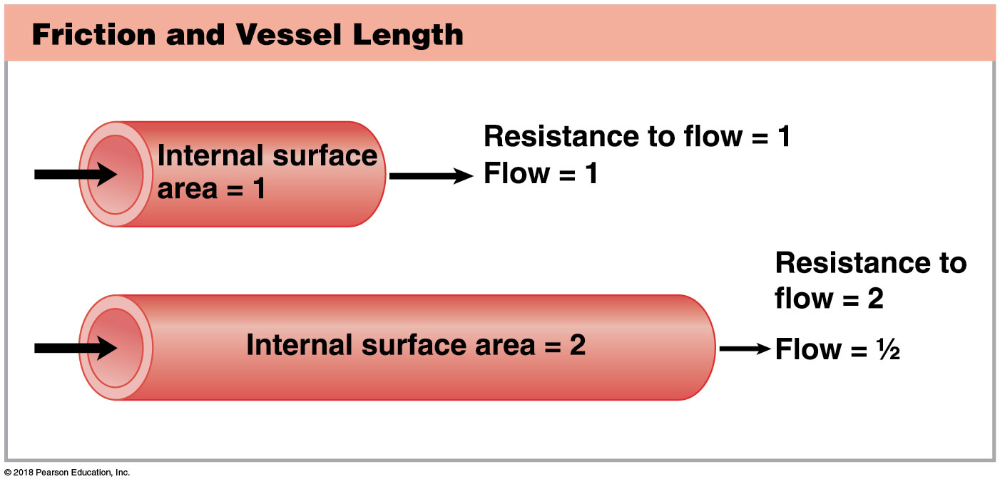 Friction and Vessel Length
Internal surface
area = 1
Resistance to flow = 1
Flow = 1
Internal surface area = 2
Resistance to
flow = 2
Flow = ½
© 2018 Pearson Education, Inc.